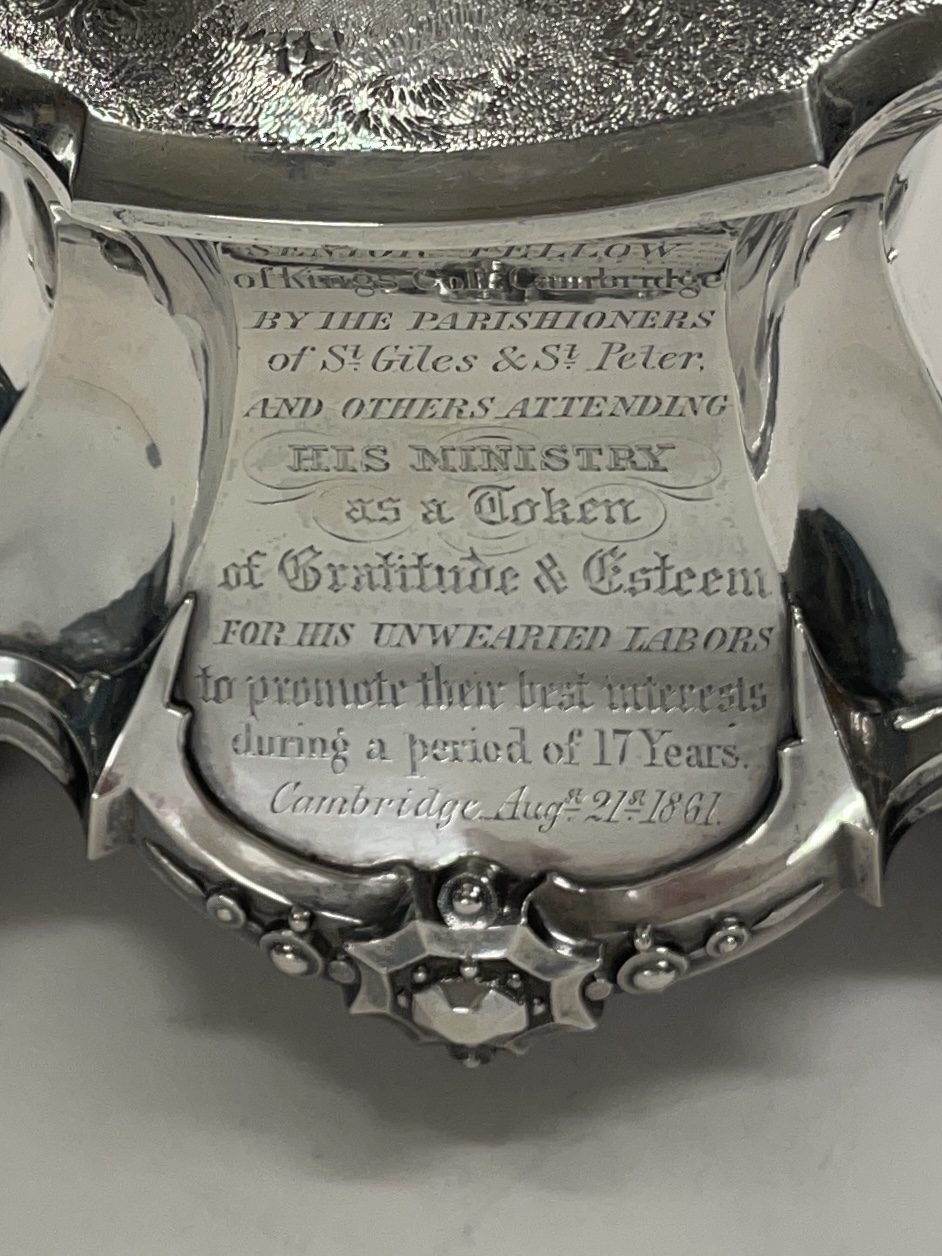 SENIOR FELLOW
of Kings Coll: Cambridge
BY THE PARISHIONERS
of St. Giles & St. Peter,
AND OTHERS ATTENDING
HIS MINISTRY
as a Token
of Gratitude & Esteem
FOR HIS UNWEARIED LABORS
to promote their best interests
during a period of 17 Years.
Cambridge Augst. 21st. 1861.